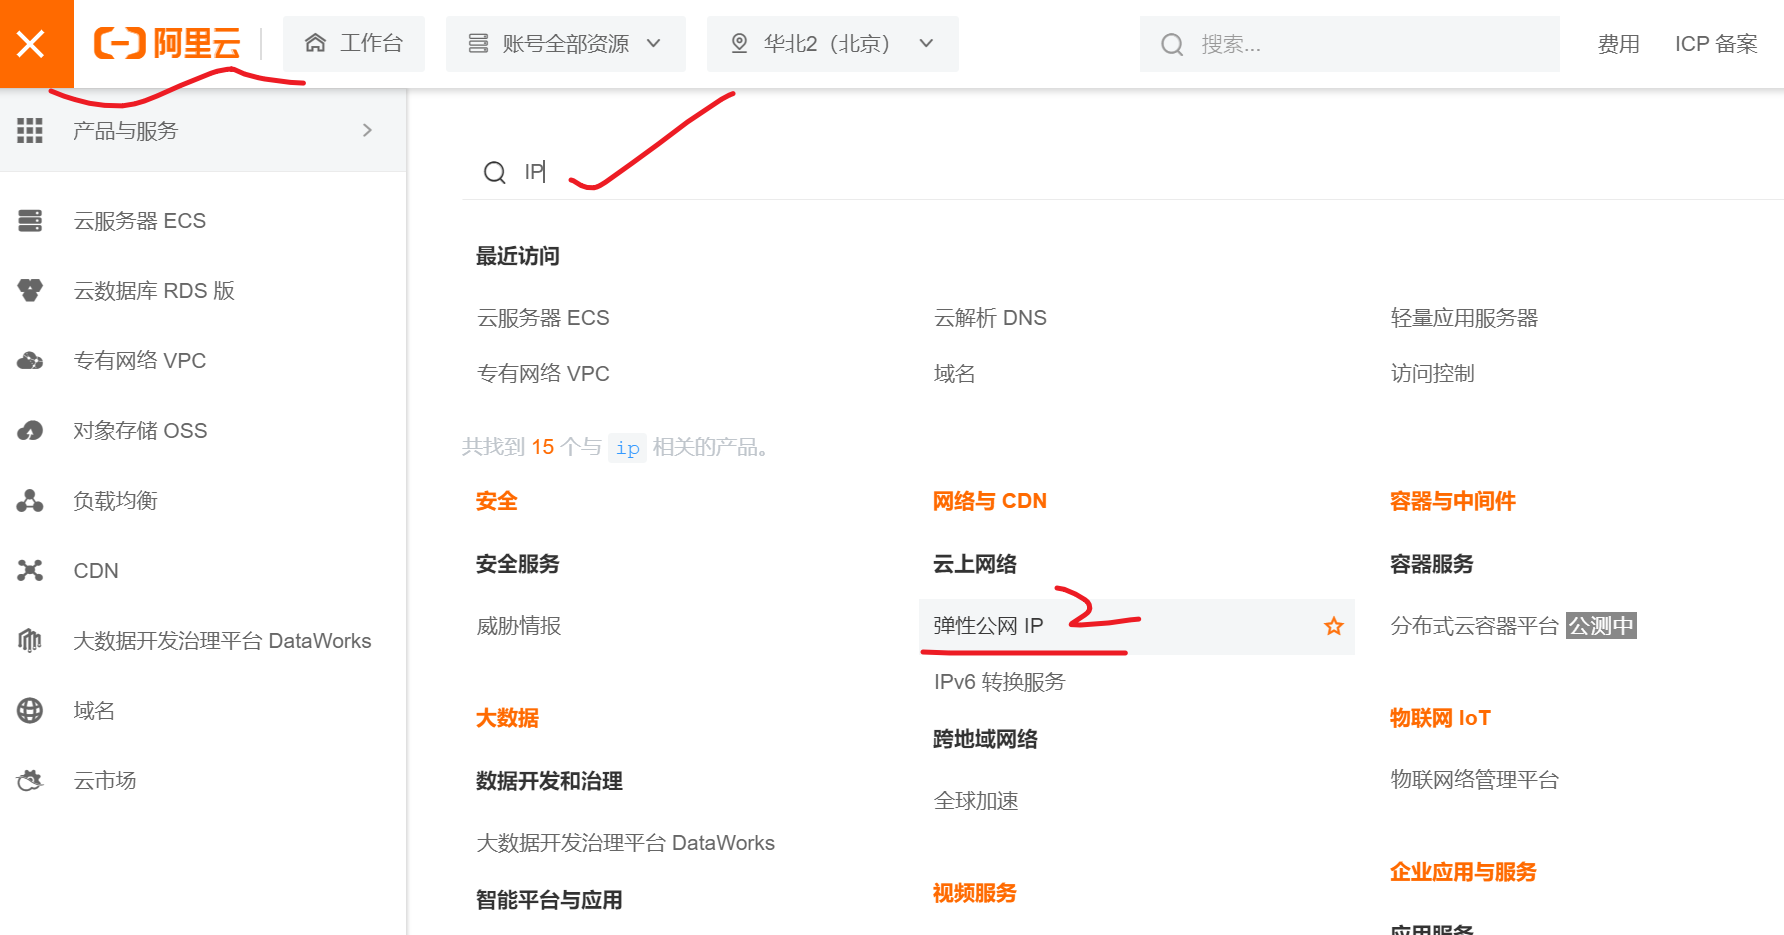 阿里云
工作台
账号全部资源
华北2（北京）
搜索...
费用
ICP 备案
产品与服务
云服务器 ECS
云数据库 RDS 版
专有网络 VPC
对象存储 OSS
负载均衡
CDN
大数据开发治理平台 DataWorks
域名
云市场
IP
最近访问
云服务器 ECS
云解析 DNS
轻量应用服务器
专有网络 VPC
域名
访问控制
共找到 15 个与 ip 相关的产品。
安全
安全服务
威胁情报
大数据
数据开发和治理
大数据开发治理平台 DataWorks
智能平台与应用
网络与 CDN
云上网络
弹性公网 IP 2
IPv6 转换服务
跨地域网络
全球加速
视频服务
容器与中间件
容器服务
分布式云容器平台 公测中
物联网 IoT
物联网络管理平台
企业应用与服务
应用服务